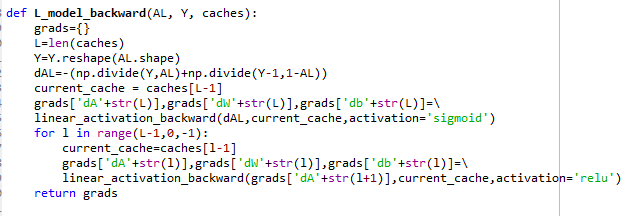 def L_model_backward(AL, Y, caches):
    grads={}
    L=len(caches)
    Y=Y.reshape(AL.shape)
    dAL=-(np.divide(Y,AL)+np.divide(Y-1,1-AL))
    current_cache = caches[L-1]
    grads['dA'+str(L)],grads['dW'+str(L)],grads['db'+str(L)]=\
    linear_activation_backward(dAL,current_cache,activation='sigmoid')
    for l in range(L-1,0,-1):
        current_cache=caches[l-1]
        grads['dA'+str(l)],grads['dW'+str(l)],grads['db'+str(l)]=\
        linear_activation_backward(grads['dA'+str(l+1)],current_cache,activation='relu')
    return grads